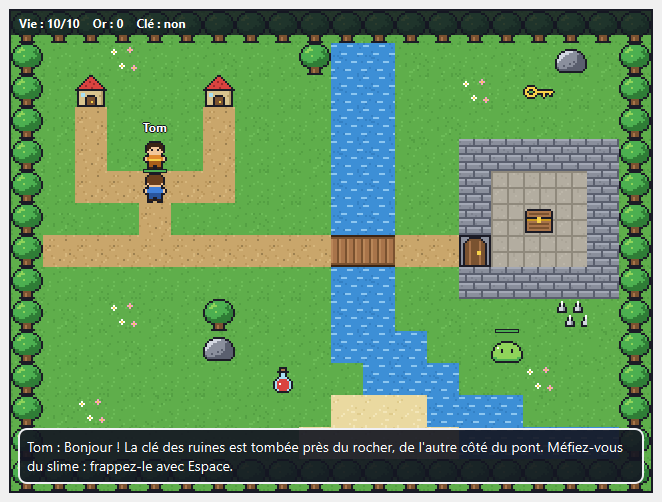 Vie : 10/10 Or : 0 Clé : non
Tom
Tom : Bonjour ! La clé des ruines est tombée près du rocher, de l'autre côté du pont. Méfiez-vous
du slime : frappez-le avec Espace.